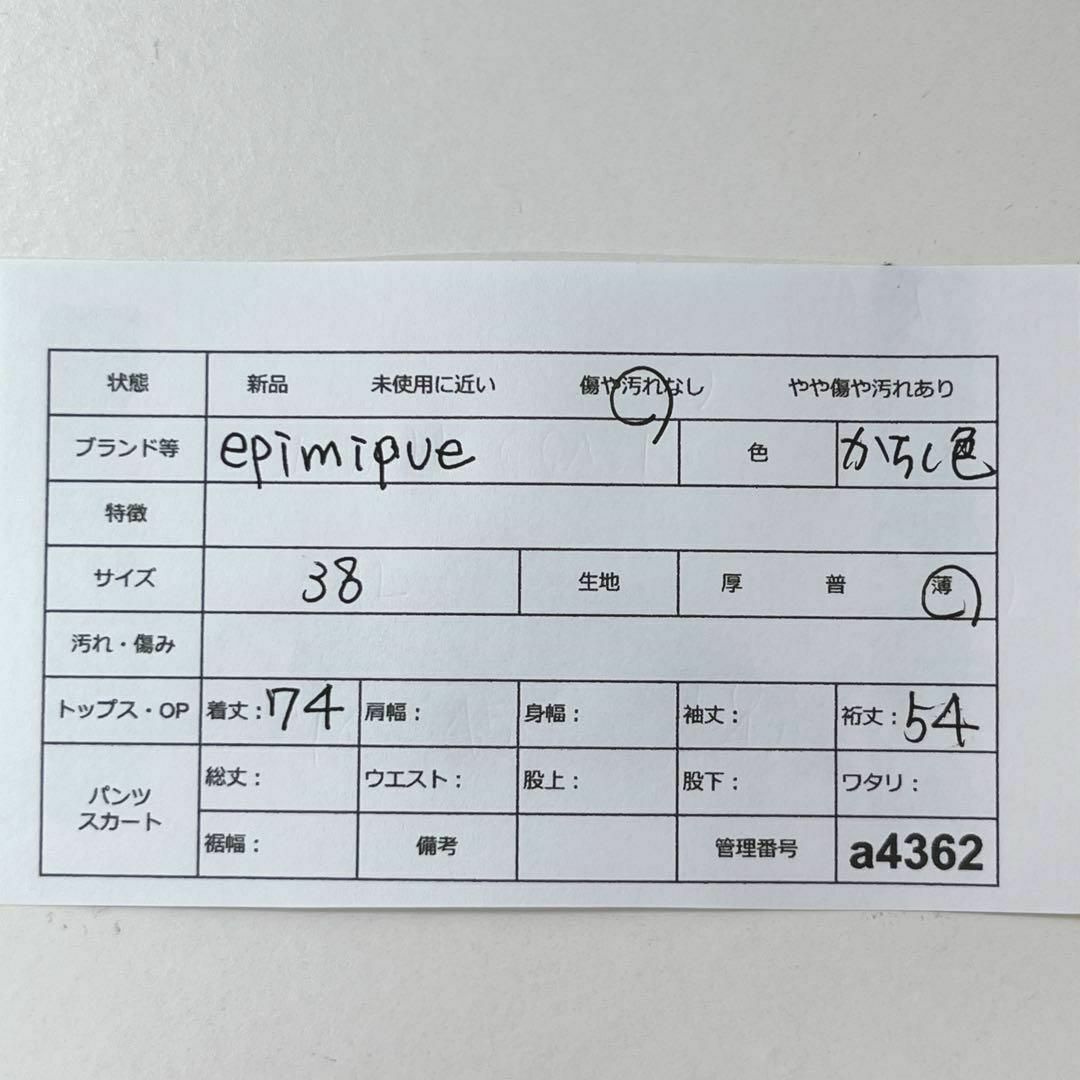 状態 新品 未使用に近い 傷や汚れなし やや傷や汚れあり
ブランド等 epimique 色 からし色
特徴
サイズ 38 生地 厚 普 薄
汚れ・傷み
トップス・OP 着丈：74 肩幅： 身幅： 袖丈： 裄丈：54
パンツ スカート
総丈： ウエスト： 股上： 股下： ワタリ：
裾幅： 備考 管理番号 a4362